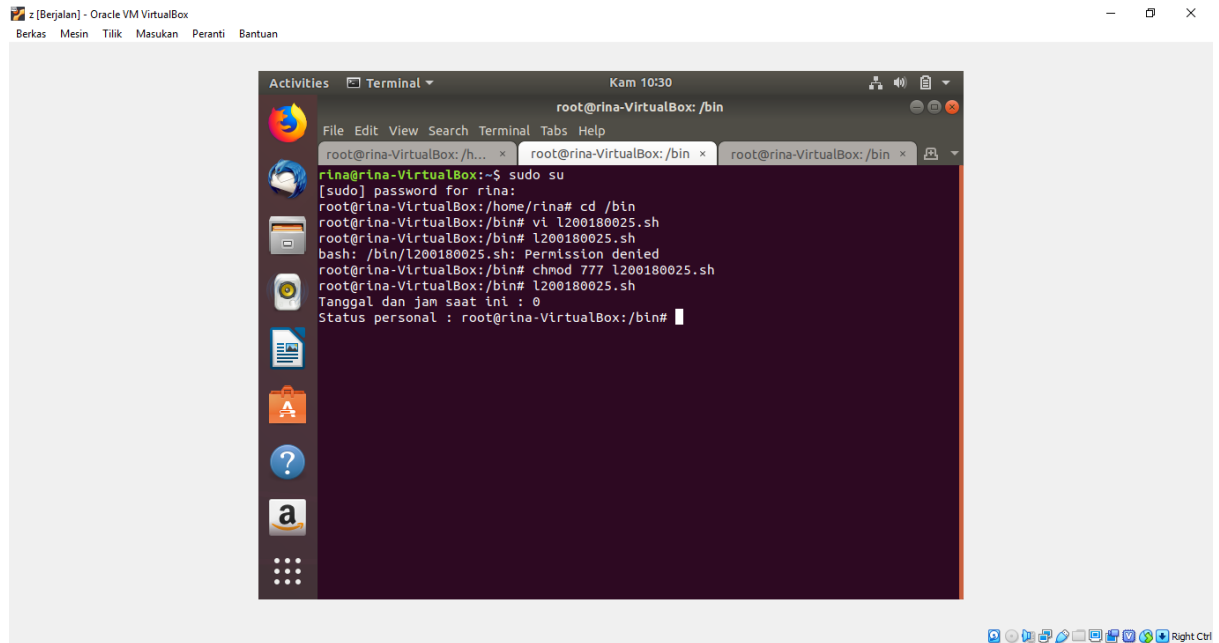 z [Berjalan] - Oracle VM VirtualBox
Berkas Mesin Tilik Masukan Peranti Bantuan
Activities Terminal Kam 10:30
root@rina-VirtualBox: /bin
File Edit View Search Terminal Tabs Help
root@rina-VirtualBox: /h... × root@rina-VirtualBox: /bin × root@rina-VirtualBox: /bin ×
rina@rina-VirtualBox:~$ sudo su
[sudo] password for rina:
root@rina-VirtualBox:/home/rina# cd /bin
root@rina-VirtualBox:/bin# vi l200180025.sh
root@rina-VirtualBox:/bin# l200180025.sh
bash: /bin/l200180025.sh: Permission denied
root@rina-VirtualBox:/bin# chmod 777 l200180025.sh
root@rina-VirtualBox:/bin# l200180025.sh
Tanggal dan jam saat ini : 0
Status personal : root@rina-VirtualBox:/bin#
Right Ctrl